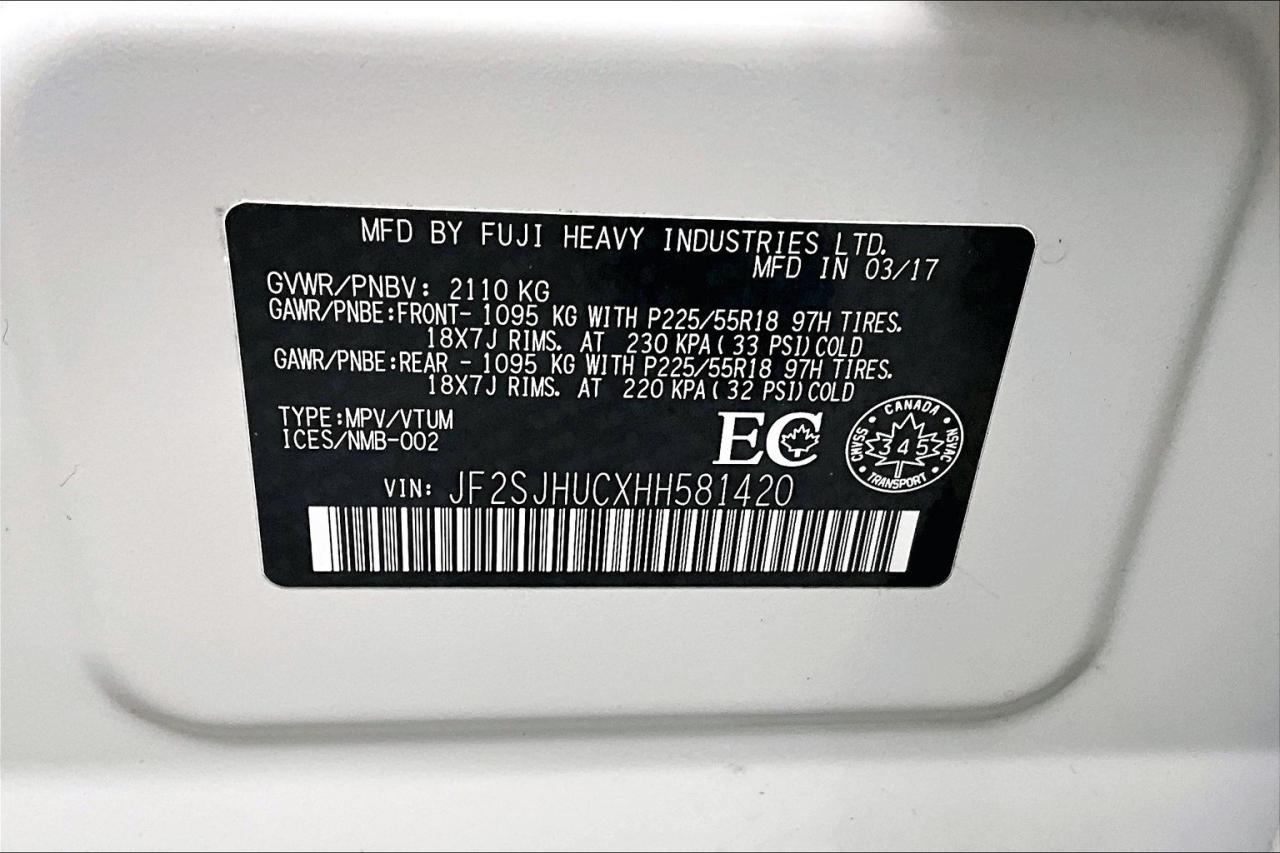 MFD BY FUJI HEAVY INDUSTRIES LTD.
MFD IN 03/17
GVWR/PNBV: 2110 KG
GAWR/PNBE:FRONT- 1095 KG WITH P225/55R18 97H TIRES.
18X7J RIMS. AT 230 KPA( 33 PSI)COLD
GAWR/PNBE:REAR - 1095 KG WITH P225/55R18 97H TIRES.
18X7J RIMS. AT 220 KPA( 32 PSI)COLD
TYPE:MPV/VTUM
ICES/NMB-002
EC
CANADA
CMVSS 345 NSVAC
TRANSPORT
VIN: JF2SJHUCXHH581420